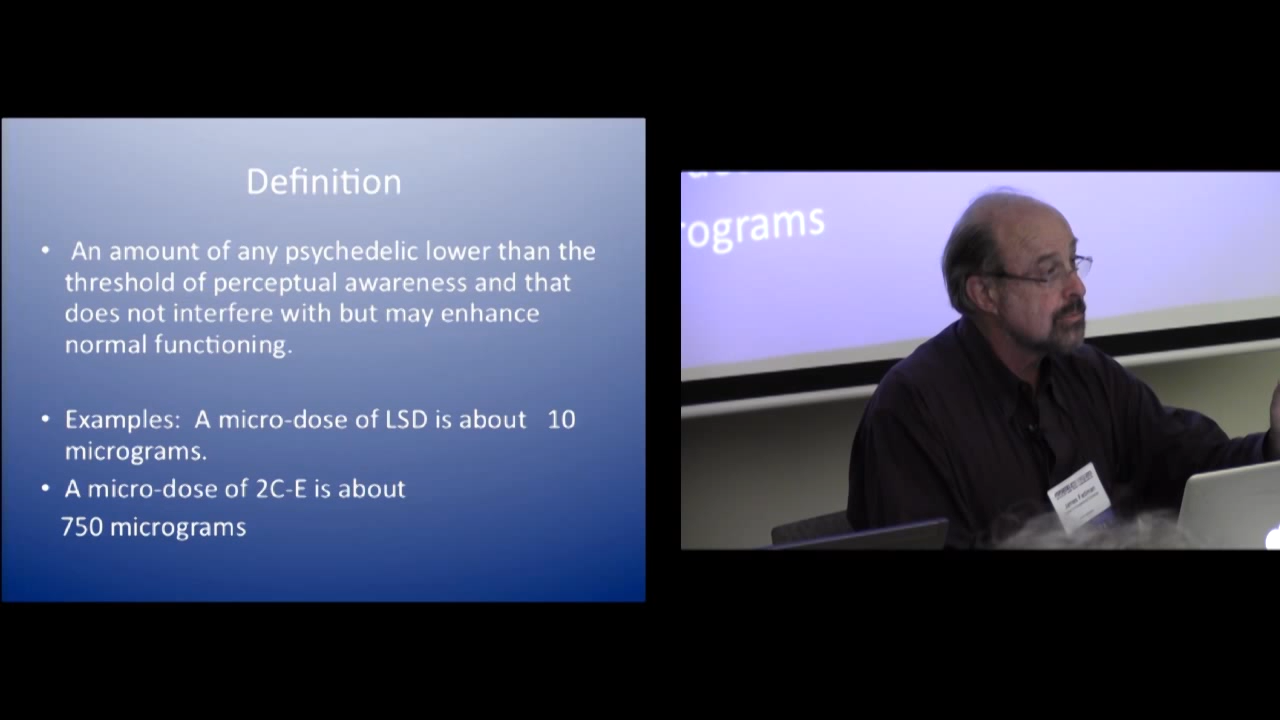 Definition
• An amount of any psychedelic lower than the
threshold of perceptual awareness and that
does not interfere with but may enhance
normal functioning.
• Examples: A micro-dose of LSD is about 10
micrograms.
• A micro-dose of 2C-E is about
750 micrograms
rograms
James Fadiman